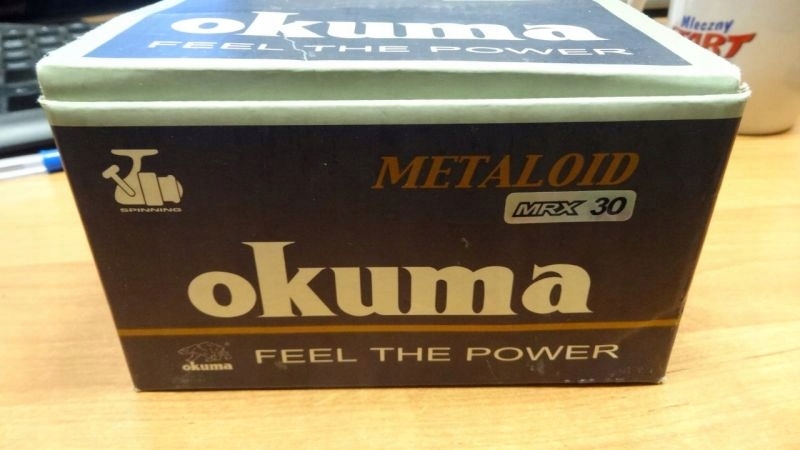 okuma
FEEL THE POWER
Mleczny
START
SPINNING
METALOID
MRX 30
okuma
okuma
FEEL THE POWER